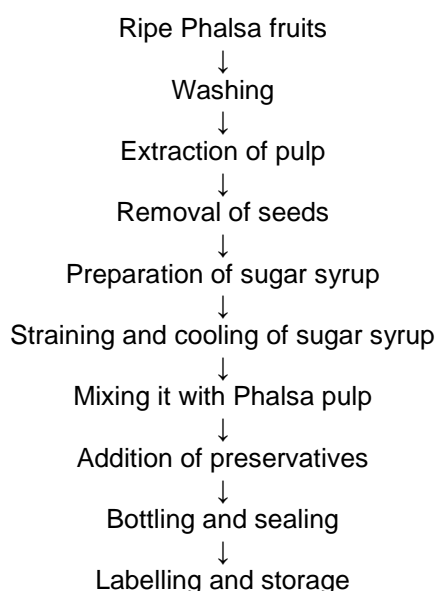 Ripe Phalsa fruits
↓
Washing
↓
Extraction of pulp
↓
Removal of seeds
↓
Preparation of sugar syrup
↓
Straining and cooling of sugar syrup
↓
Mixing it with Phalsa pulp
↓
Addition of preservatives
↓
Bottling and sealing
↓
Labelling and storage